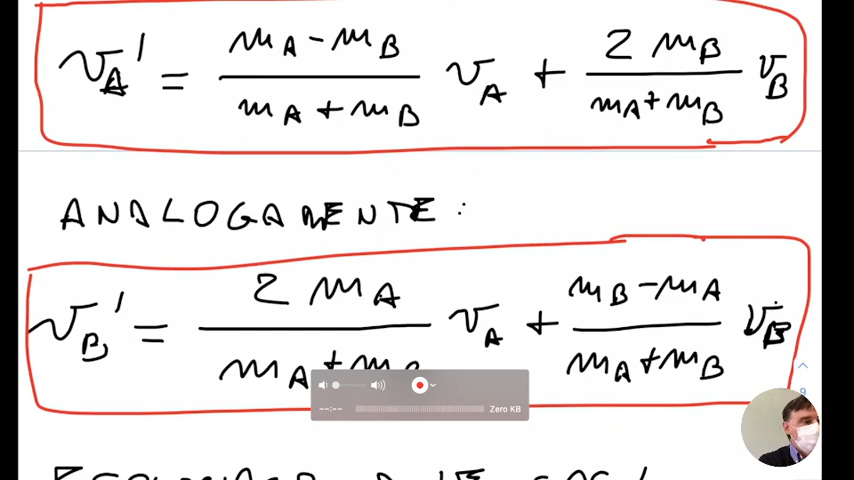 v_A' = (m_A - m_B)/(m_A + m_B) v_A + (2 m_B)/(m_A + m_B) v_B
ANALOGAMENTE :
v_B' = (2 m_A)/(m_A + m_B) v_A + (m_B - m_A)/(m_A + m_B) v_B
--:--
Zero KB
9